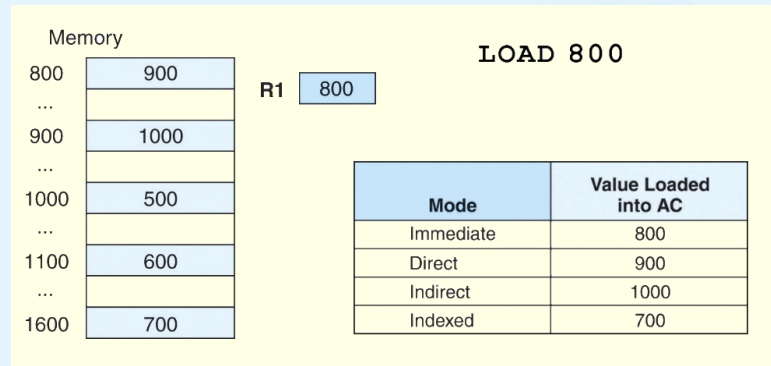 Memory
LOAD 800
800 900
R1 800
...
900 1000
...
1000 500
...
1100 600
...
1600 700
Mode Value Loaded into AC
Immediate 800
Direct 900
Indirect 1000
Indexed 700